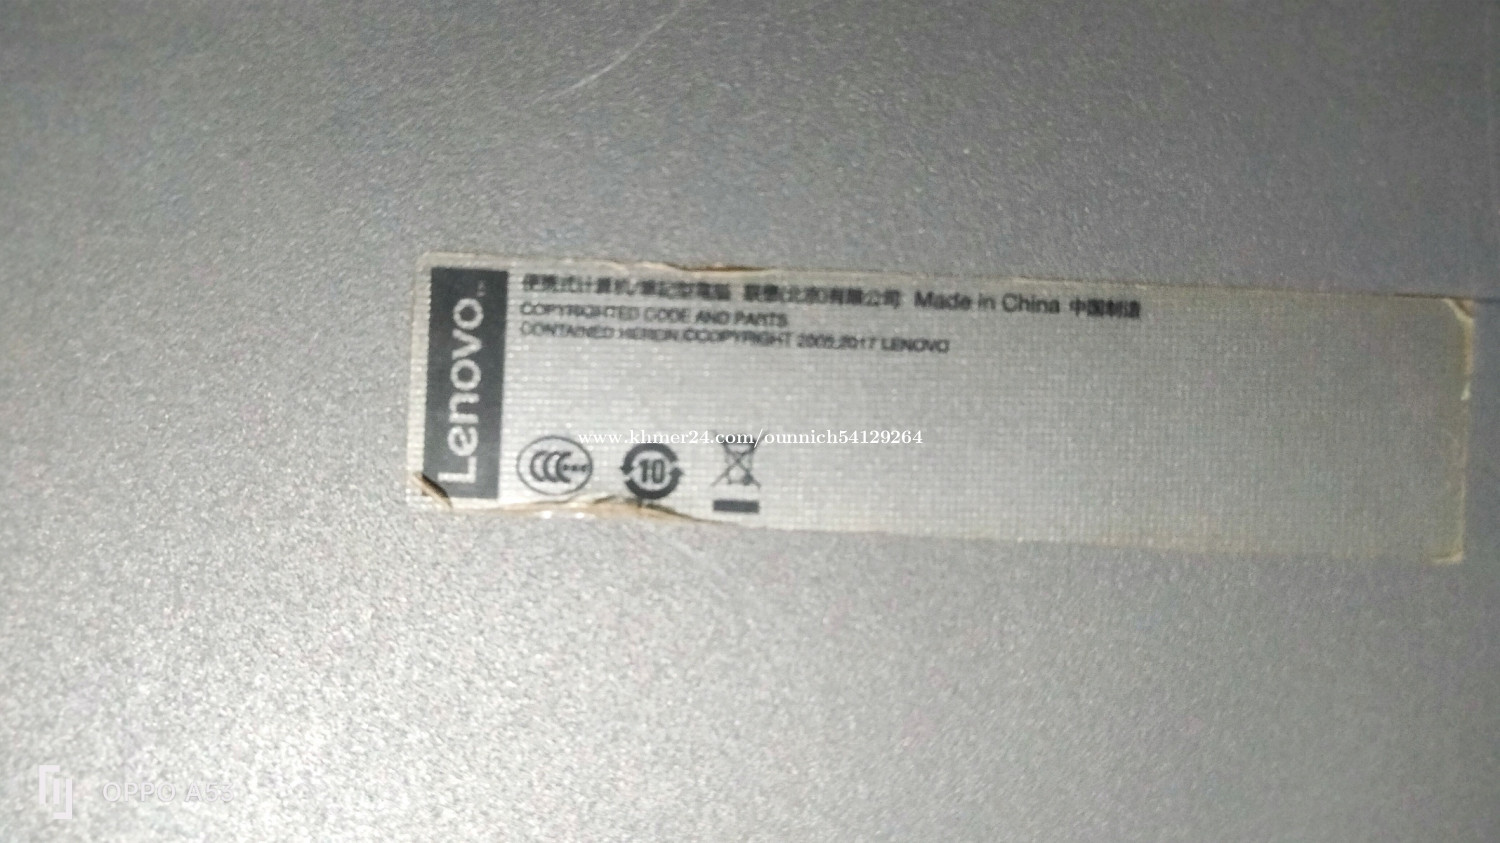 Lenovo
便携式计算机/筆記型電腦 联想(北京)有限公司 Made in China 中国制造
COPYRIGHTED CODE AND PARTS
CONTAINED HEREIN ©COPYRIGHT 2005,2017 LENOVO
www.khmer24.com/ounnich54129264
10
OPPO A53